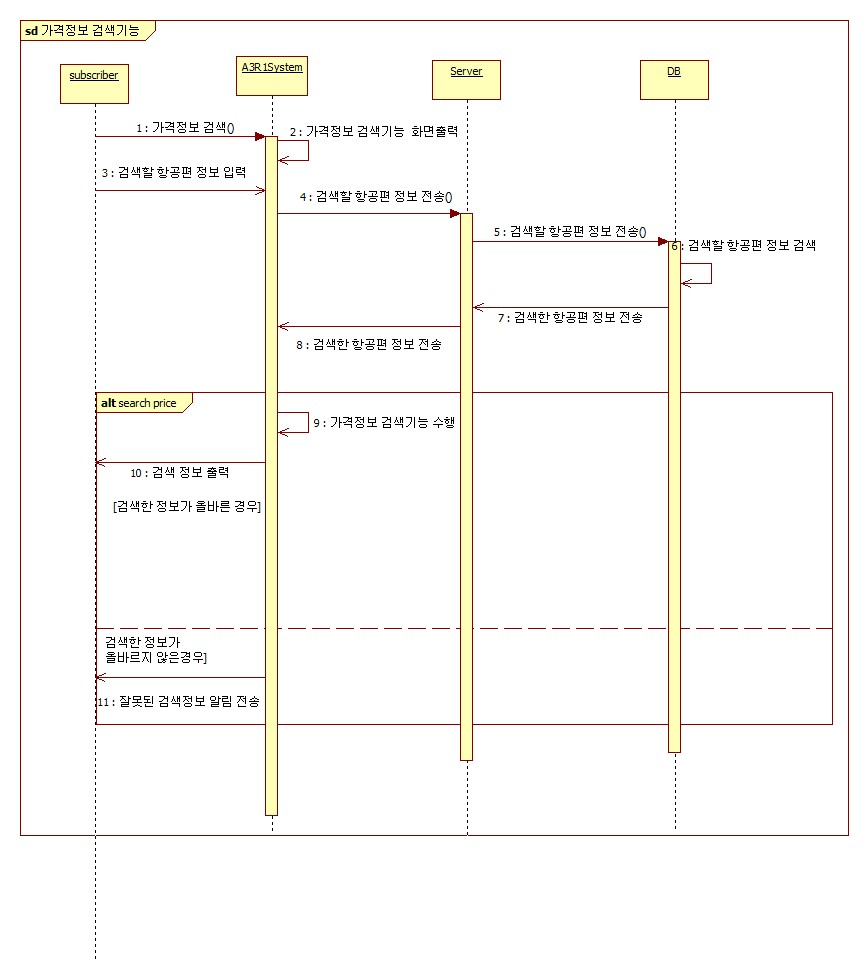 sd 가격정보 검색기능
subscriber
A3R1System
Server
DB
1 : 가격정보 검색()
2 : 가격정보 검색기능 화면출력
3 : 검색할 항공편 정보 입력
4 : 검색할 항공편 정보 전송()
5 : 검색할 항공편 정보 전송()
6 : 검색할 항공편 정보 검색
7 : 검색한 항공편 정보 전송
8 : 검색한 항공편 정보 전송
alt search price
9 : 가격정보 검색기능 수행
10 : 검색 정보 출력
[검색한 정보가 올바른 경우]
검색한 정보가
올바르지 않은경우]
11 : 잘못된 검색정보 알림 전송